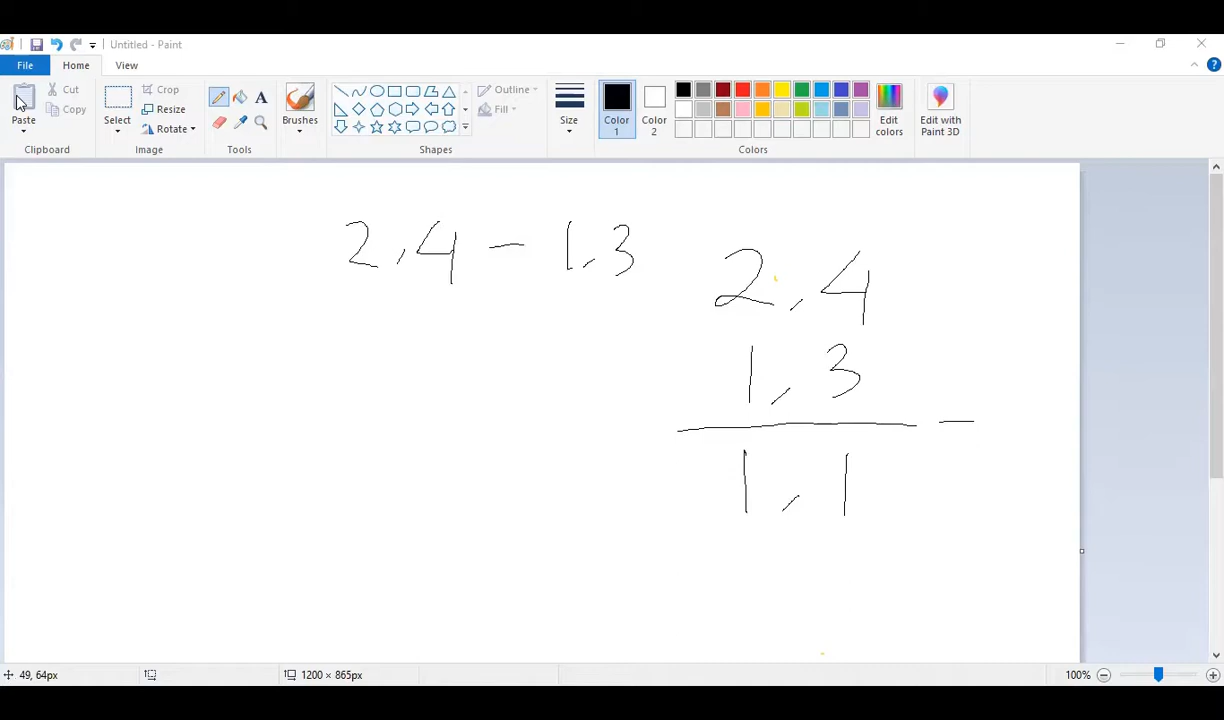 Untitled - Paint
File Home View
Paste
Cut
Copy
Clipboard
Select
Crop
Resize
Rotate
Image
Tools
Brushes
Shapes
Outline
Fill
Size
Color 1
Color 2
Edit colors
Edit with Paint 3D
Colors
2,4 - 1,3
2,4
1,3
-
1,1
49, 64px
1200 × 865px
100%